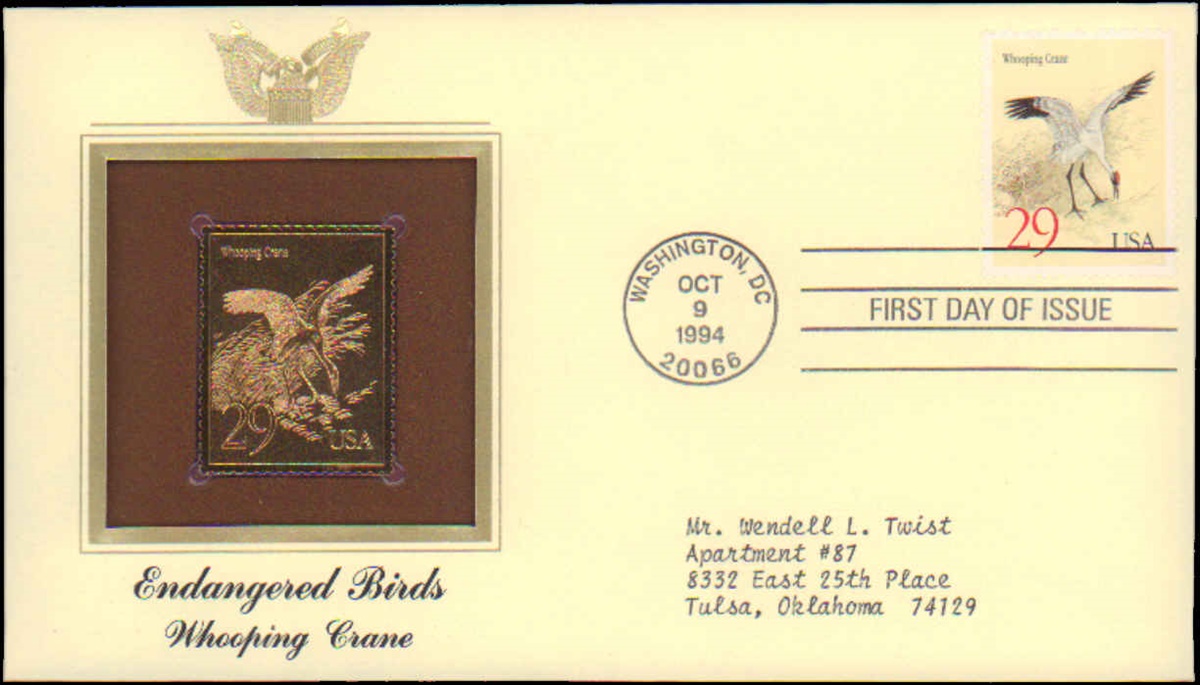 Whooping Crane
29
USA
Whooping Crane
29
USA
WASHINGTON, DC
OCT
9
1994
20066
FIRST DAY OF ISSUE
Mr. Wendell L. Twist
Apartment #87
8332 East 25th Place
Tulsa, Oklahoma 74129
Endangered Birds
Whooping Crane